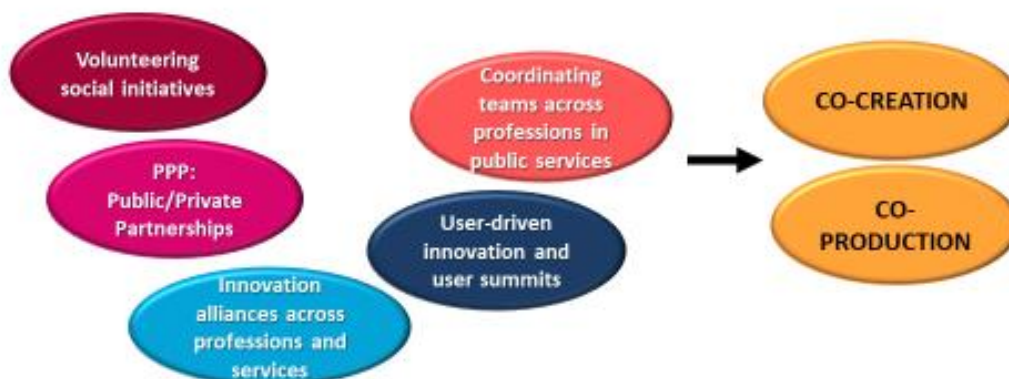 Volunteering
social initiatives
PPP:
Public/Private
Partnerships
Innovation
alliances across
professions and
services
Coordinating
teams across
professions in
public services
User-driven
innovation and
user summits
CO-CREATION
CO-
PRODUCTION